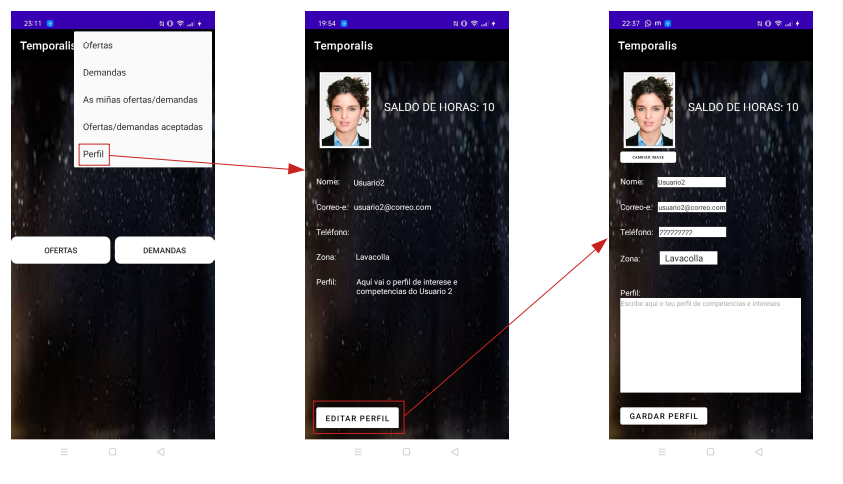 23:11
Temporalis
Ofertas
Demandas
As miñas ofertas/demandas
Ofertas/demandas aceptadas
Perfil
OFERTAS
DEMANDAS
19:54
Temporalis
SALDO DE HORAS: 10
Nome: Usuario2
Correo-e: usuario2@correo.com
Teléfono:
Zona: Lavacolla
Perfil: Aquí vai o perfil de interese e
competencias do Usuario 2
EDITAR PERFIL
22:37
Temporalis
SALDO DE HORAS: 10
CAMBIAR IMAXE
Nome: Usuario2
Correo-e: usuario2@correo.com
Teléfono: ?????????
Zona: Lavacolla
Perfil:
Escribe aquí o teu perfil de competencias e intereses
GARDAR PERFIL